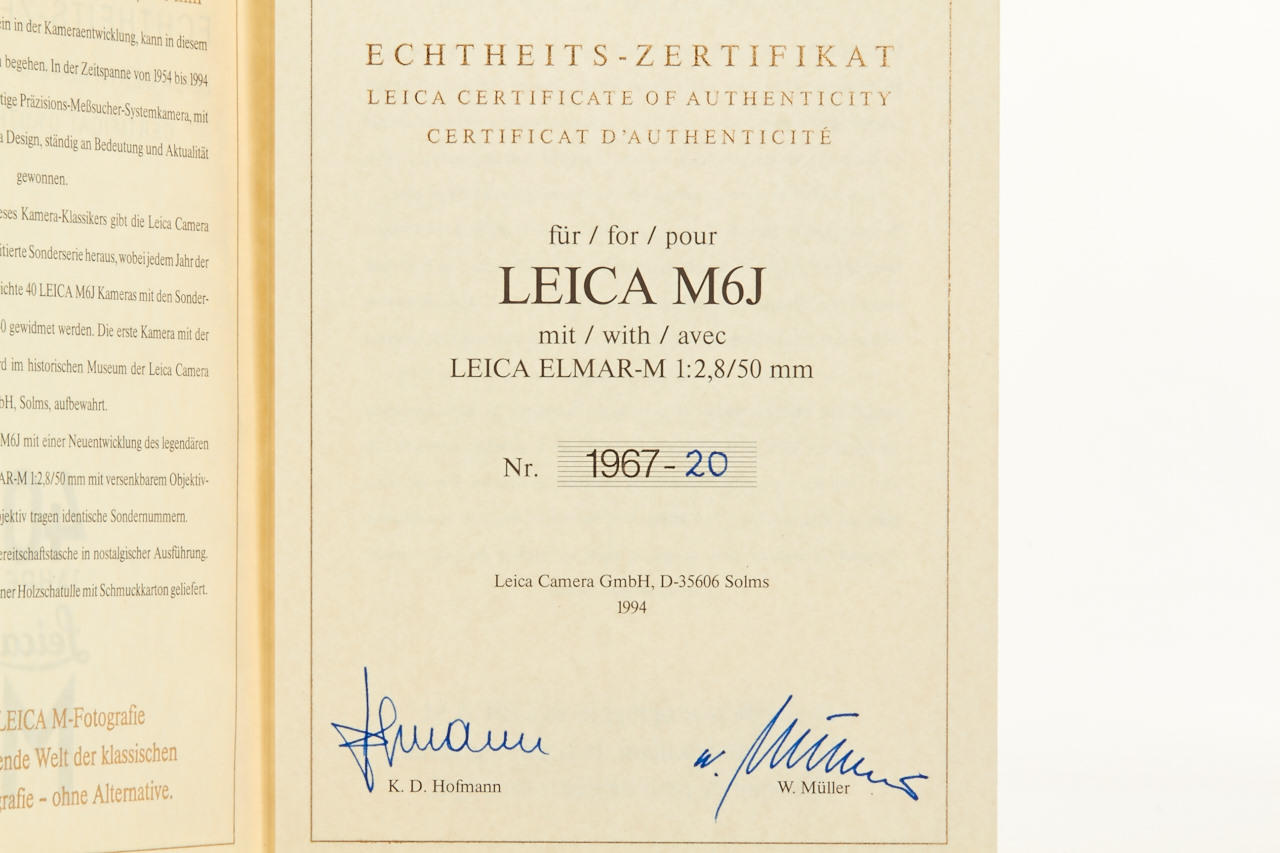 in in der Kameraentwicklung, kann in diesem
begehen. In der Zeitspanne von 1954 bis 1994
tige Präzisions-Meßsucher-Systemkamera, mit
Design, ständig an Bedeutung und Aktualität
gewonnen.
eses Kamera-Klassikers gibt die Leica Camera
itierte Sonderserie heraus, wobei jedem Jahr der
ichte 40 LEICA M6J Kameras mit den Sonder-
0 gewidmet werden. Die erste Kamera mit der
rd im historischen Museum der Leica Camera
bH, Solms, aufbewahrt.
M6J mit einer Neuentwicklung des legendären
AR-M 1:2,8/50 mm mit versenkbarem Objektiv-
jektiv tragen identische Sondernummern.
ereitschaftstasche in nostalgischer Ausführung.
ner Holzschatulle mit Schmuckkarton geliefert.
LEICA M-Fotografie
ende Welt der klassischen
grafie – ohne Alternative.
ECHTHEITS-ZERTIFIKAT
LEICA CERTIFICATE OF AUTHENTICITY
CERTIFICAT D'AUTHENTICITÉ
für / for / pour
LEICA M6J
mit / with / avec
LEICA ELMAR-M 1:2,8/50 mm
Nr. 1967-20
Leica Camera GmbH, D-35606 Solms
1994
Hofmann
K. D. Hofmann
W. Müller
W. Müller